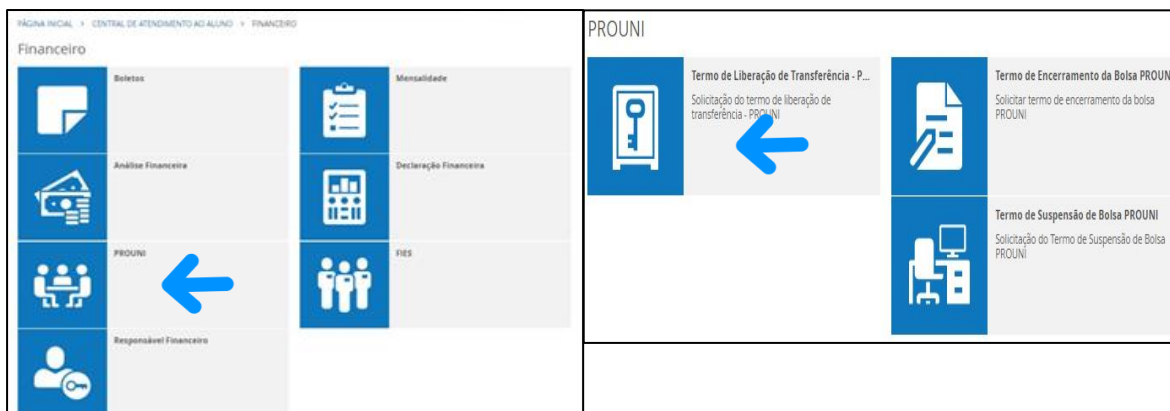 PÁGINA INICIAL > CENTRAL DE ATENDIMENTO AO ALUNO > FINANCEIRO
Financeiro
Boletos
Mensalidade
Análise Financeira
Declaração Financeira
PROUNI
FIES
Responsável Financeiro
PROUNI
Termo de Liberação de Transferência - P...
Solicitação do termo de liberação de
transferência - PROUNI
Termo de Encerramento da Bolsa PROUN
Solicitar termo de encerramento da bolsa
PROUNI
Termo de Suspensão de Bolsa PROUNI
Solicitação do Termo de Suspensão de Bolsa
PROUNI